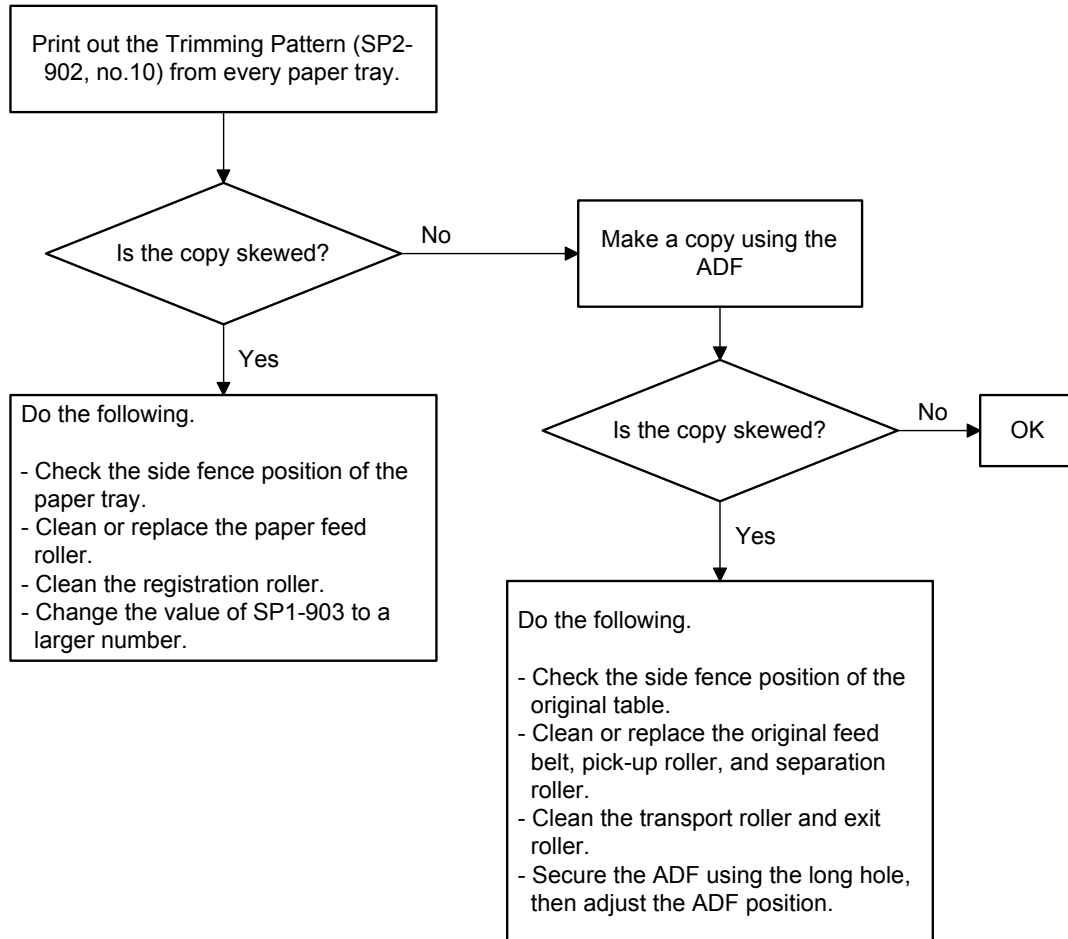 Print out the Trimming Pattern (SP2-
902, no.10) from every paper tray.
Is the copy skewed?
No
Make a copy using the
ADF
Yes
Do the following.
- Check the side fence position of the
paper tray.
- Clean or replace the paper feed
roller.
- Clean the registration roller.
- Change the value of SP1-903 to a
larger number.
Is the copy skewed?
No
OK
Yes
Do the following.
- Check the side fence position of the
original table.
- Clean or replace the original feed
belt, pick-up roller, and separation
roller.
- Clean the transport roller and exit
roller.
- Secure the ADF using the long hole,
then adjust the ADF position.